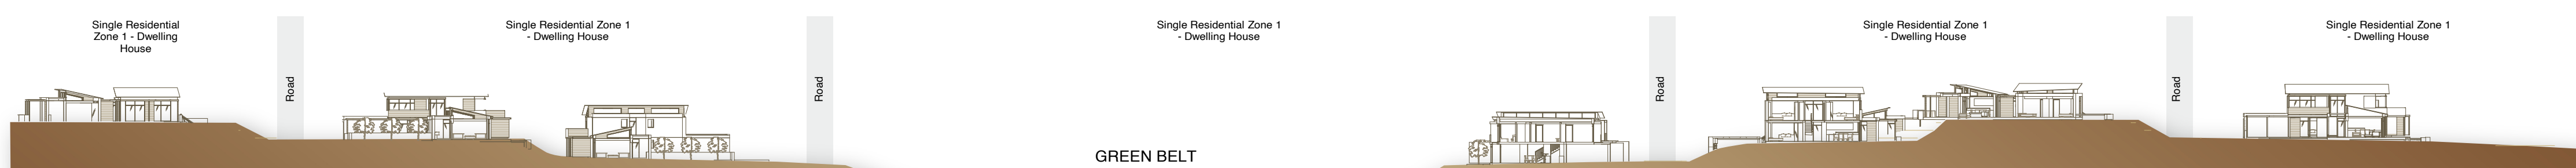 Single Residential
Zone 1 - Dwelling
House
Road
Single Residential Zone 1
- Dwelling House
Road
Single Residential Zone 1
- Dwelling House
GREEN BELT
Road
Single Residential Zone 1
- Dwelling House
Road
Single Residential Zone 1
- Dwelling House